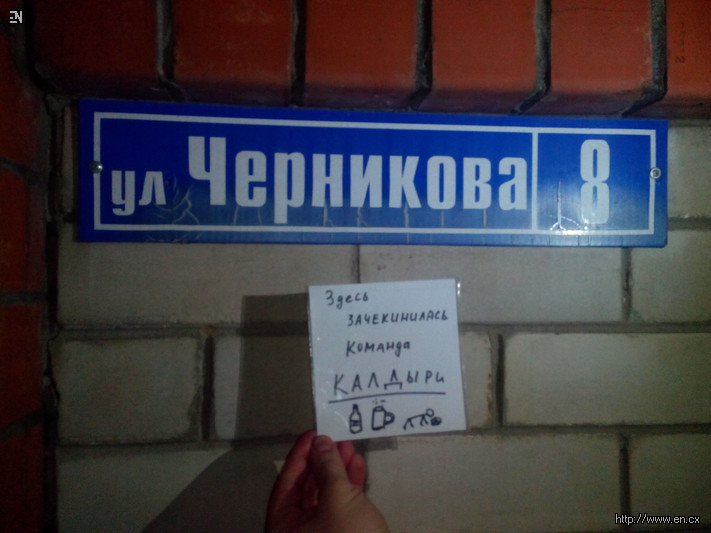 EN
ул Черникова 8
Здесь
ЗАЧЕКИНИЛАСЬ
КОМАНДА
КАЛДЫРИ
http://www.en.cx